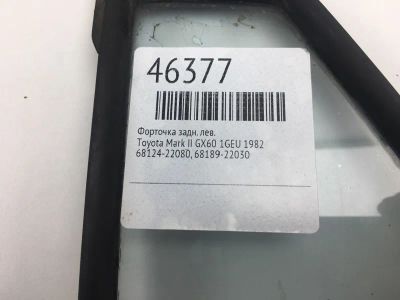 46377
Форточка задн. лев.
Toyota Mark II GX60 1GEU 1982
68124-22080, 68189-22030